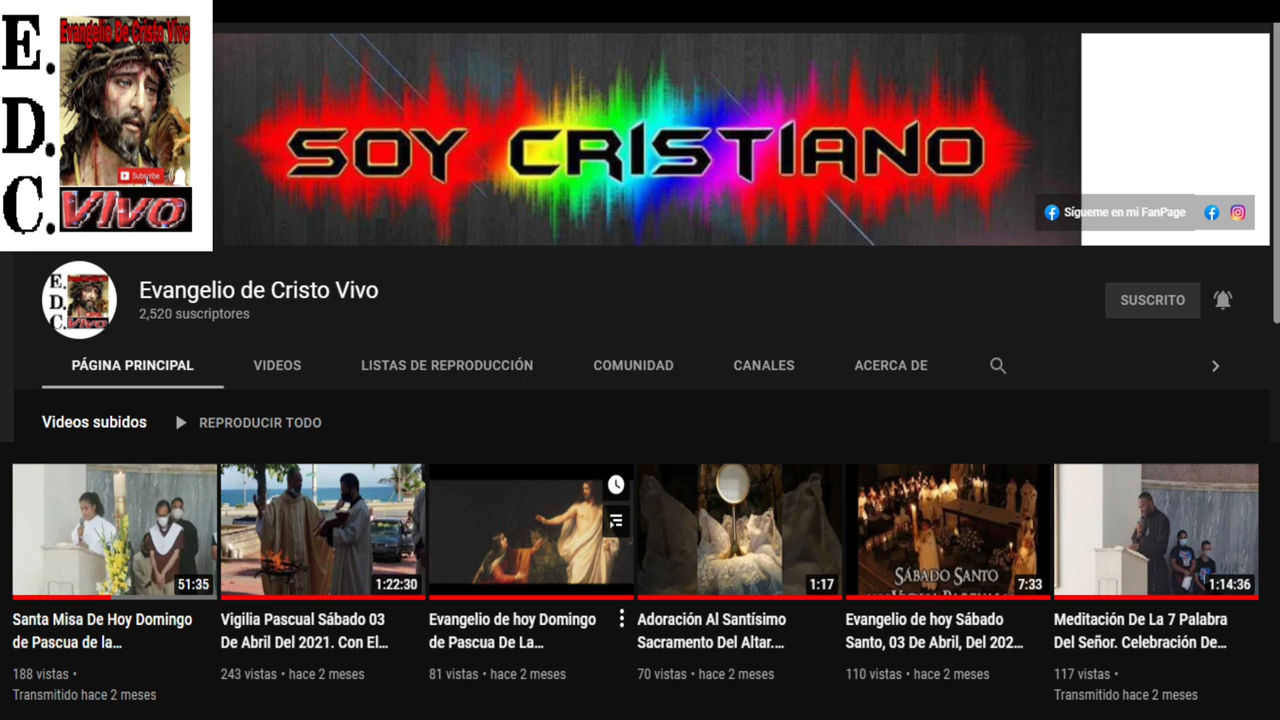 E.
D.
C.
Evangelio De Cristo Vivo
Subscribe
Vivo
SOY CRISTIANO
Sígueme en mi FanPage
E.
D.
C.
Vivo
Evangelio de Cristo Vivo
2,520 suscriptores
SUSCRITO
PÁGINA PRINCIPAL
VIDEOS
LISTAS DE REPRODUCCIÓN
COMUNIDAD
CANALES
ACERCA DE
Videos subidos
REPRODUCIR TODO
51:35
1:22:30
1:17
SÁBADO SANTO
7:33
1:14:36
Santa Misa De Hoy Domingo
de Pascua de la...
188 vistas •
Transmitido hace 2 meses
Vigilia Pascual Sábado 03
De Abril Del 2021. Con El...
243 vistas • hace 2 meses
Evangelio de hoy Domingo
de Pascua De La...
81 vistas • hace 2 meses
Adoración Al Santísimo
Sacramento Del Altar....
70 vistas • hace 2 meses
Evangelio de hoy Sábado
Santo, 03 De Abril, Del 202...
110 vistas • hace 2 meses
Meditación De La 7 Palabra
Del Señor. Celebración De...
117 vistas •
Transmitido hace 2 meses